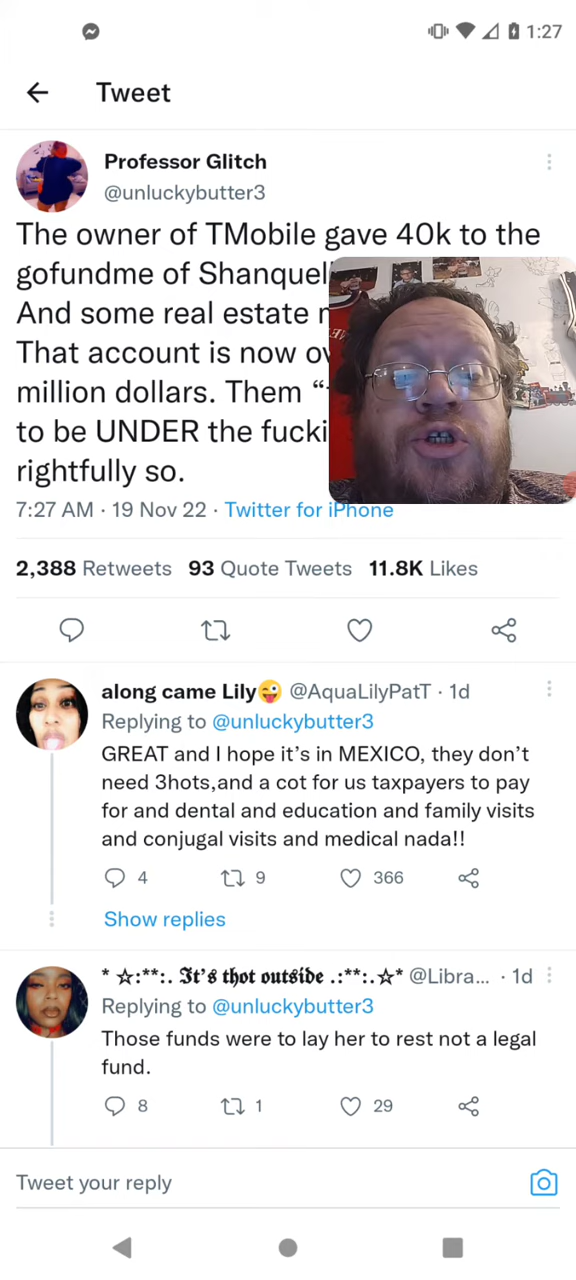 1:27
Tweet
Professor Glitch
@unluckybutter3
The owner of TMobile gave 40k to the
gofundme of Shanquel
And some real estate
That account is now
million dollars. Them “
to be UNDER the fucki
rightfully so.
7:27 AM · 19 Nov 22 · Twitter for iPhone
2,388 Retweets 93 Quote Tweets 11.8K Likes
along came Lily😜 @AquaLilyPatT · 1d
Replying to @unluckybutter3
GREAT and I hope it’s in MEXICO, they don’t
need 3hots,and a cot for us taxpayers to pay
for and dental and education and family visits
and conjugal visits and medical nada!!
4 9 366
Show replies
* ☆:**:. 𝕴𝖙’𝖘 𝖙𝖍𝖔𝖙 𝖔𝖚𝖙𝖘𝖎𝖉𝖊 .:**:.☆* @Libra... · 1d
Replying to @unluckybutter3
Those funds were to lay her to rest not a legal
fund.
8 1 29
Tweet your reply